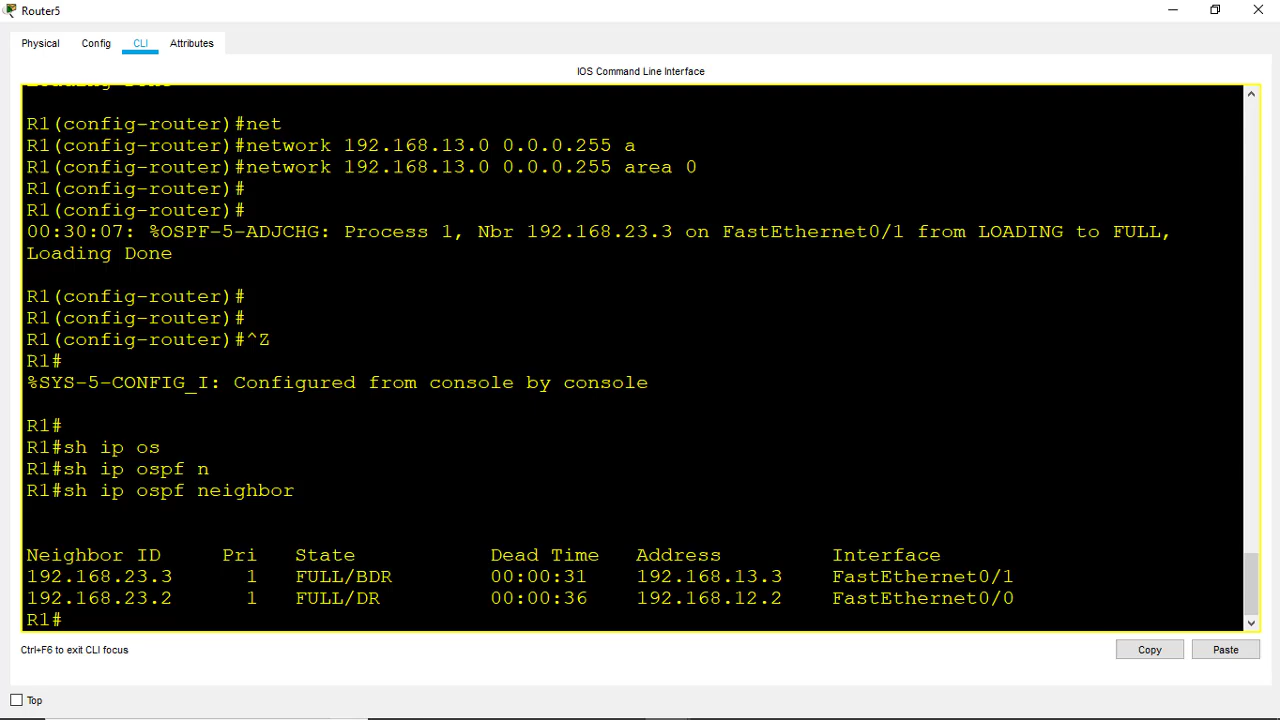 Router5
Physical Config CLI Attributes
IOS Command Line Interface
R1(config-router)#net
R1(config-router)#network 192.168.13.0 0.0.0.255 a
R1(config-router)#network 192.168.13.0 0.0.0.255 area 0
R1(config-router)#
R1(config-router)#
00:30:07: %OSPF-5-ADJCHG: Process 1, Nbr 192.168.23.3 on FastEthernet0/1 from LOADING to FULL,
Loading Done
R1(config-router)#
R1(config-router)#
R1(config-router)#^Z
R1#
%SYS-5-CONFIG_I: Configured from console by console
R1#
R1#sh ip os
R1#sh ip ospf n
R1#sh ip ospf neighbor
Neighbor ID Pri State Dead Time Address Interface
192.168.23.3 1 FULL/BDR 00:00:31 192.168.13.3 FastEthernet0/1
192.168.23.2 1 FULL/DR 00:00:36 192.168.12.2 FastEthernet0/0
R1#
Ctrl+F6 to exit CLI focus Copy Paste
Top